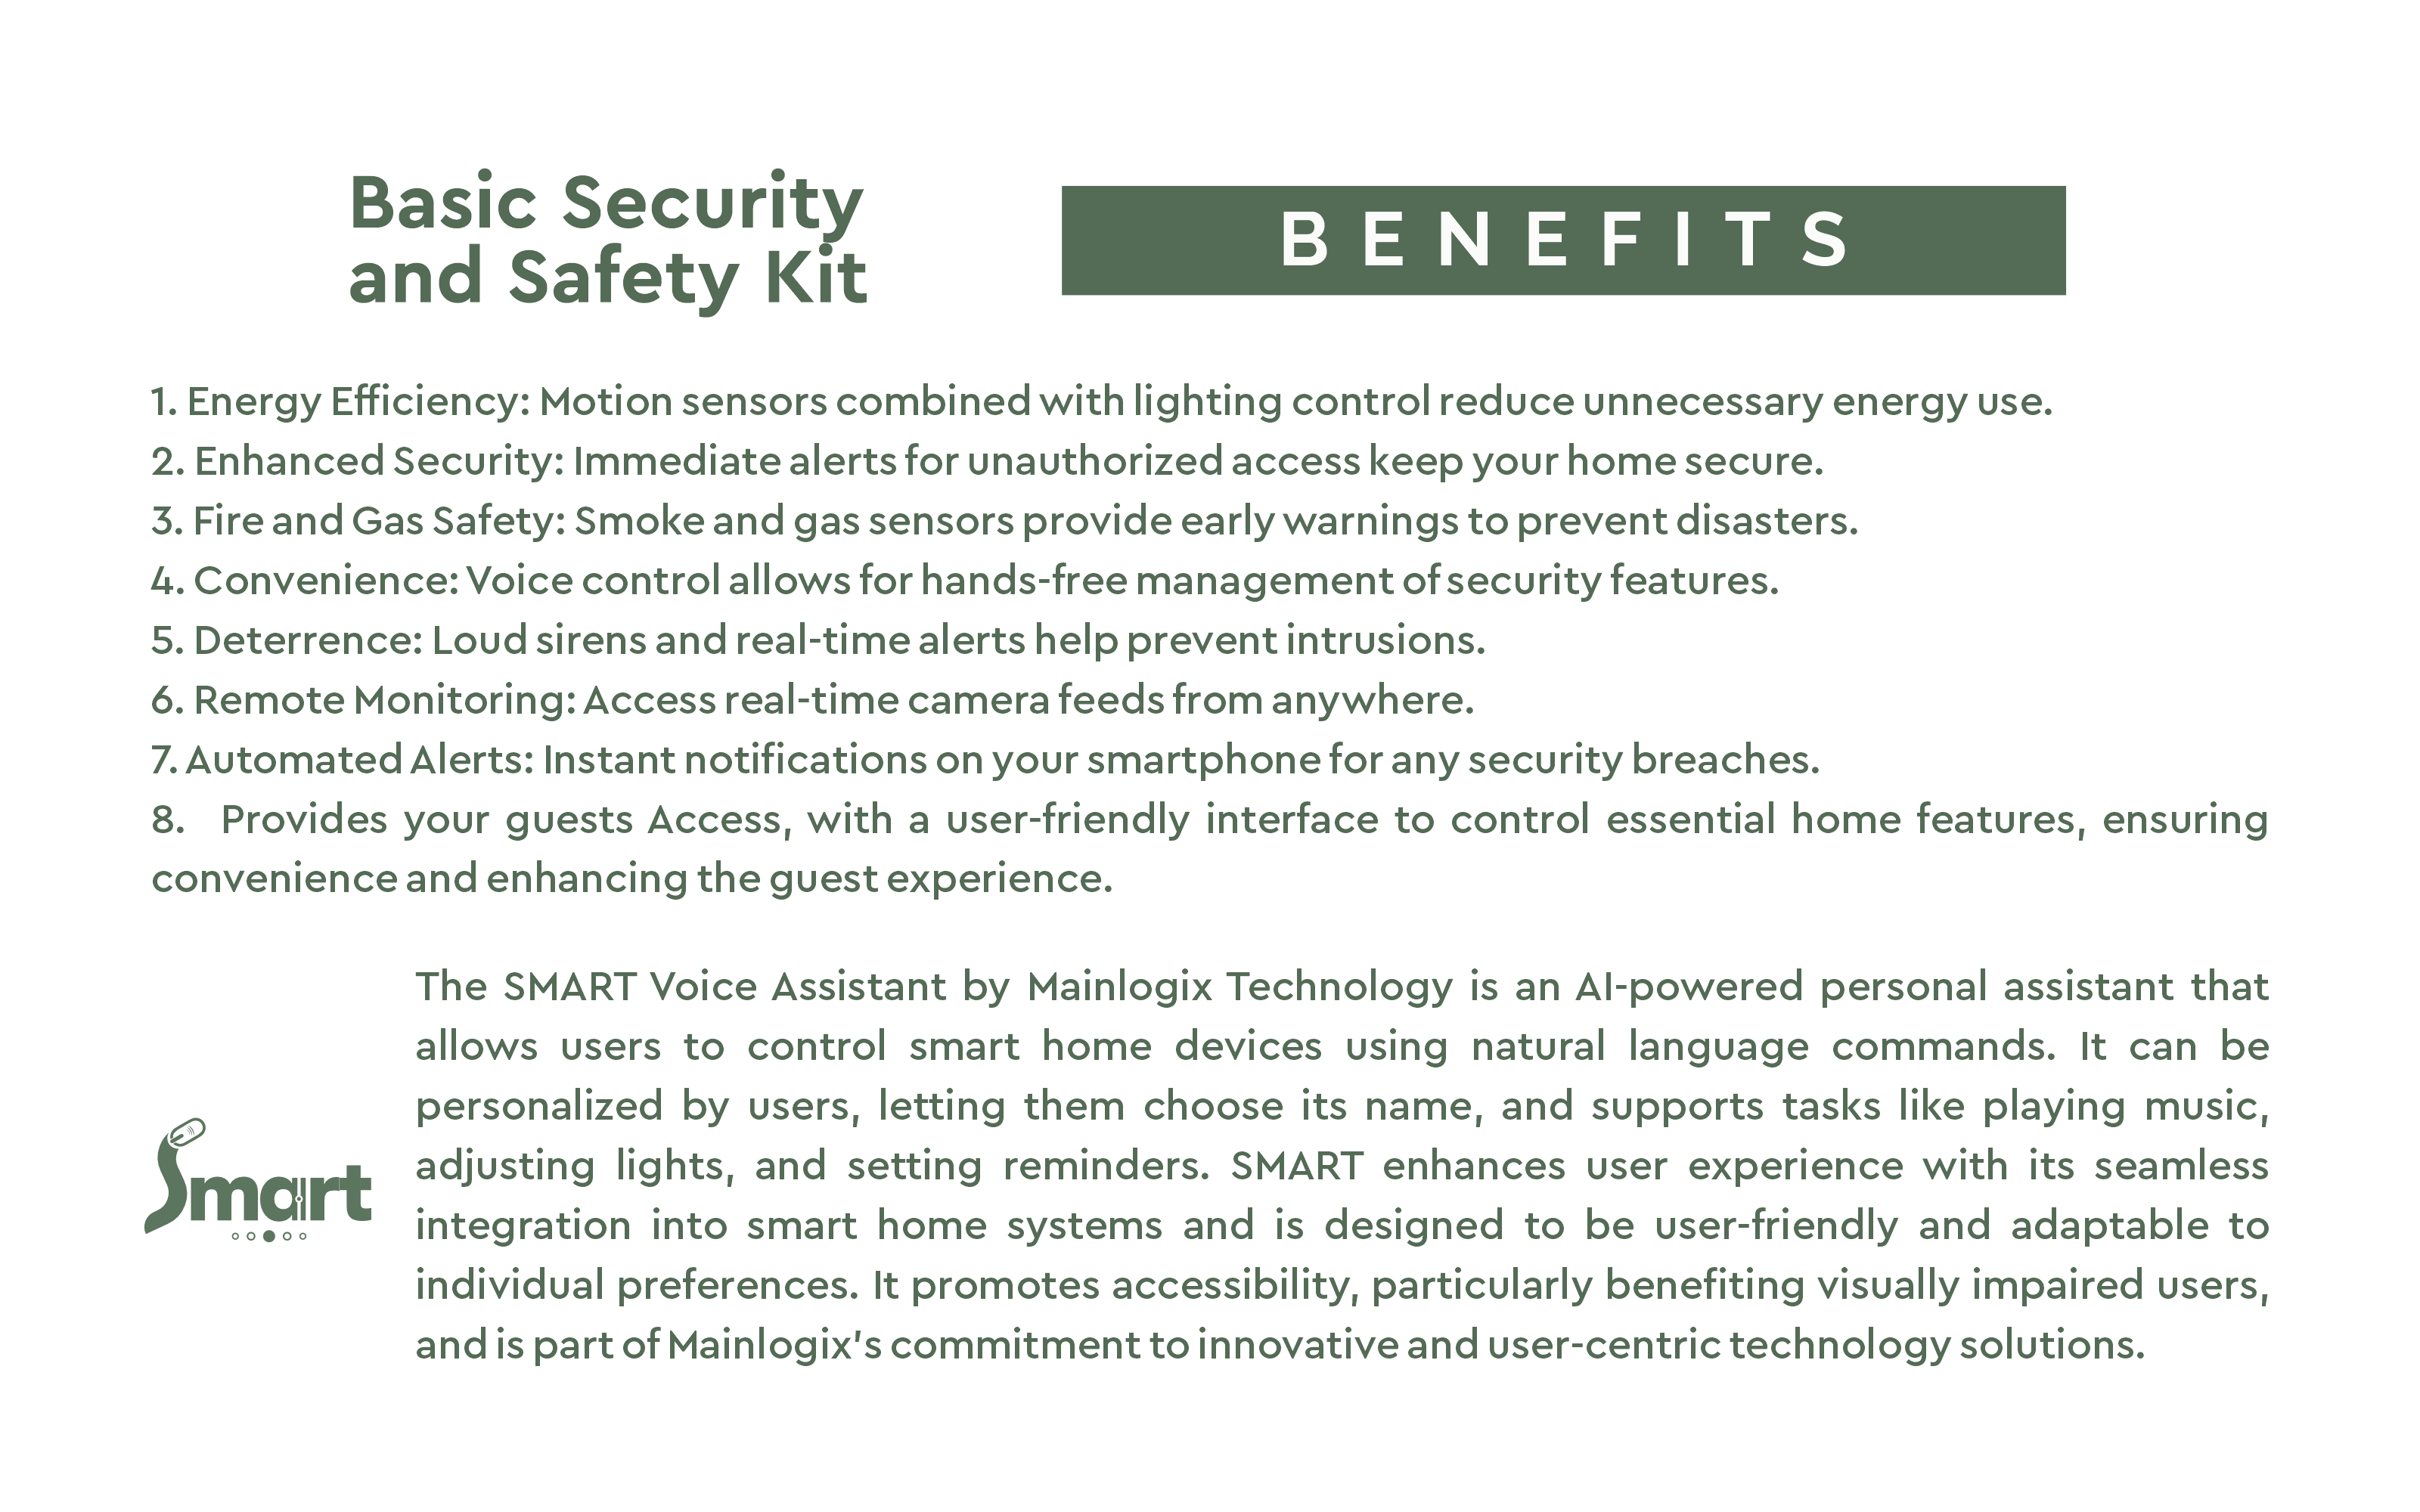 Basic Security
and Safety Kit
BENEFITS
1. Energy Efficiency: Motion sensors combined with lighting control reduce unnecessary energy use.
2. Enhanced Security: Immediate alerts for unauthorized access keep your home secure.
3. Fire and Gas Safety: Smoke and gas sensors provide early warnings to prevent disasters.
4. Convenience: Voice control allows for hands-free management of security features.
5. Deterrence: Loud sirens and real-time alerts help prevent intrusions.
6. Remote Monitoring: Access real-time camera feeds from anywhere.
7. Automated Alerts: Instant notifications on your smartphone for any security breaches.
8. Provides your guests Access, with a user-friendly interface to control essential home features, ensuring
convenience and enhancing the guest experience.
Smart
The SMART Voice Assistant by Mainlogix Technology is an AI-powered personal assistant that
allows users to control smart home devices using natural language commands. It can be
personalized by users, letting them choose its name, and supports tasks like playing music,
adjusting lights, and setting reminders. SMART enhances user experience with its seamless
integration into smart home systems and is designed to be user-friendly and adaptable to
individual preferences. It promotes accessibility, particularly benefiting visually impaired users,
and is part of Mainlogix's commitment to innovative and user-centric technology solutions.